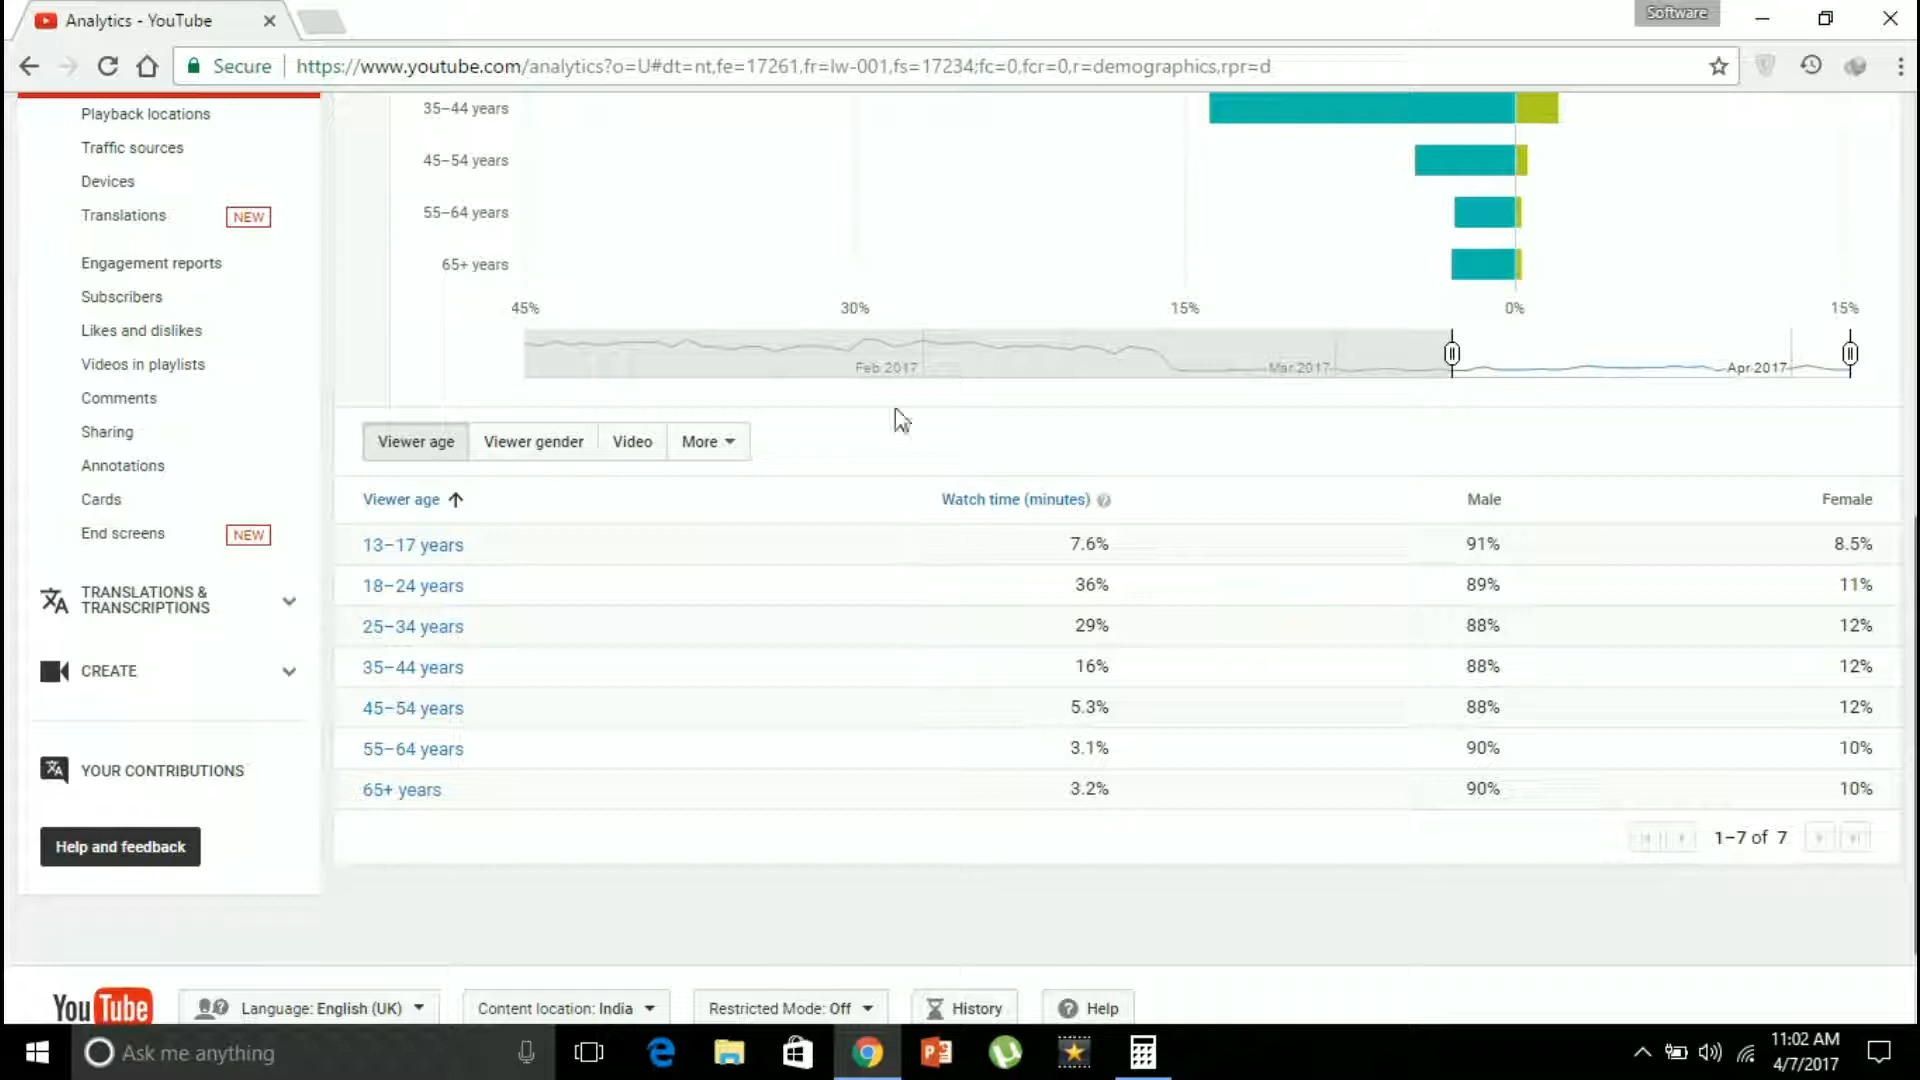 Analytics - YouTube
Software
Secure
https://www.youtube.com/analytics?o=U#dt=nt,fe=17261,fr=lw-001,fs=17234;fc=0,fcr=0,r=demographics,rpr=d
Playback locations
Traffic sources
Devices
Translations NEW
Engagement reports
Subscribers
Likes and dislikes
Videos in playlists
Comments
Sharing
Annotations
Cards
End screens NEW
TRANSLATIONS &
TRANSCRIPTIONS
CREATE
YOUR CONTRIBUTIONS
Help and feedback
35–44 years
45–54 years
55–64 years
65+ years
45% 30% 15% 0% 15%
Feb 2017 Mar 2017 Apr 2017
Viewer age Viewer gender Video More
Viewer age Watch time (minutes) Male Female
13–17 years 7.6% 91% 8.5%
18–24 years 36% 89% 11%
25–34 years 29% 88% 12%
35–44 years 16% 88% 12%
45–54 years 5.3% 88% 12%
55–64 years 3.1% 90% 10%
65+ years 3.2% 90% 10%
1–7 of 7
YouTube Language: English (UK) Content location: India Restricted Mode: Off History Help
Ask me anything
11:02 AM
4/7/2017